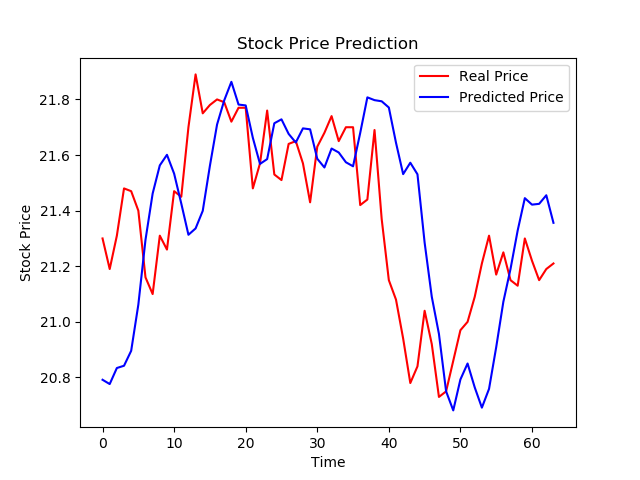 Stock Price Prediction
Real Price
Predicted Price
21.8
21.6
21.4
21.2
21.0
20.8
Stock Price
0 10 20 30 40 50 60
Time